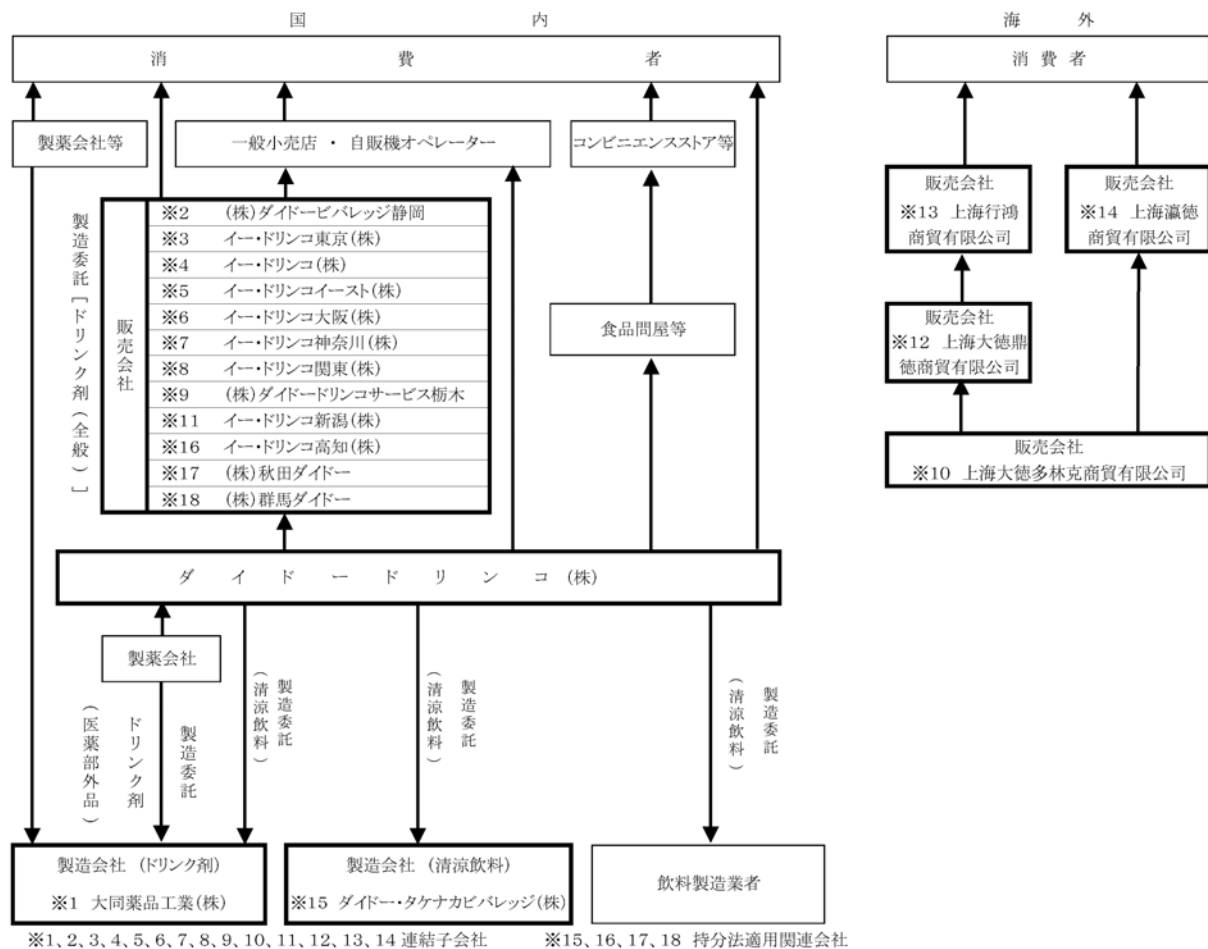 国 内
消 費 者
製薬会社等
一般小売店 ・ 自販機オペレーター
コンビニエンスストア等
製造委託[ドリンク剤(全般)]
販売会社
※2 (株)ダイドービバレッジ静岡
※3 イー・ドリンコ東京(株)
※4 イー・ドリンコ(株)
※5 イー・ドリンコイースト(株)
※6 イー・ドリンコ大阪(株)
※7 イー・ドリンコ神奈川(株)
※8 イー・ドリンコ関東(株)
※9 (株)ダイドードリンコサービス栃木
※11 イー・ドリンコ新潟(株)
※16 イー・ドリンコ高知(株)
※17 (株)秋田ダイドー
※18 (株)群馬ダイドー
食品問屋等
ダ イ ド ー ド リ ン コ (株)
製薬会社
製造委託
ドリンク剤
(医薬部外品)
製造委託
(清涼飲料)
製造委託
(清涼飲料)
製造委託
(清涼飲料)
製造会社 (ドリンク剤)
※1 大同薬品工業(株)
製造会社 (清涼飲料)
※15 ダイドー・タケナカビバレッジ(株)
飲料製造業者
※1、2、3、4、5、6、7、8、9、10、11、12、13、14 連結子会社
※15、16、17、18 持分法適用関連会社
海 外
消 費 者
販売会社
※13 上海行鴻
商貿有限公司
販売会社
※14 上海瀛徳
商貿有限公司
販売会社
※12 上海大徳鼎
徳商貿有限公司
販売会社
※10 上海大徳多林克商貿有限公司